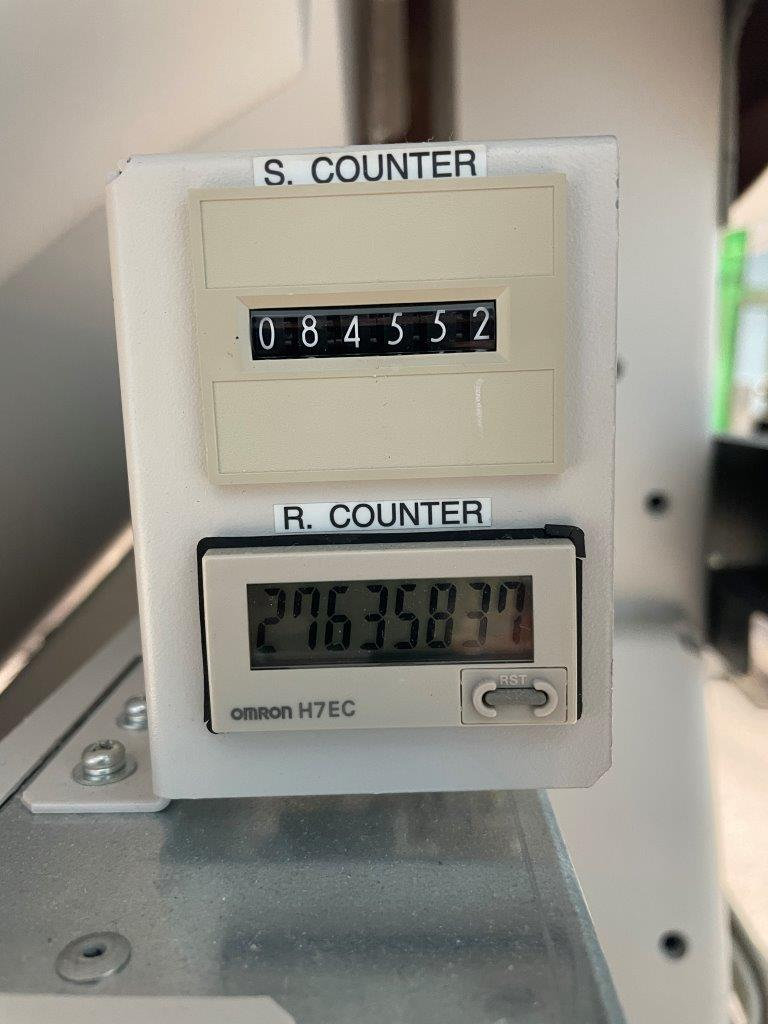 S. COUNTER
084552
R. COUNTER
27635837
RST
omron H7EC